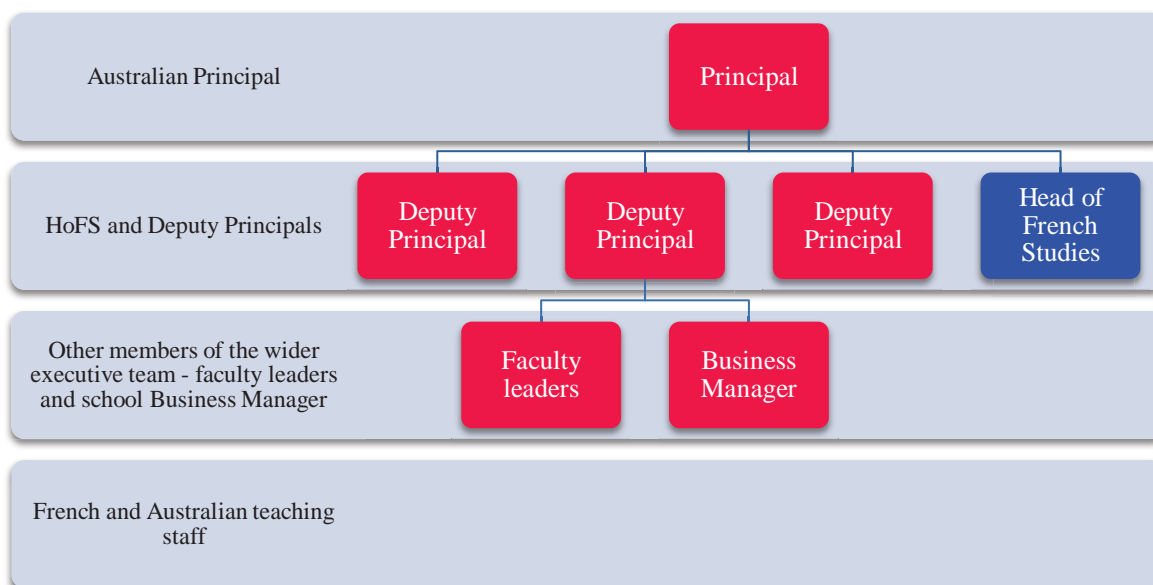 Australian Principal
Principal
HoFS and Deputy Principals
Deputy
Principal
Deputy
Principal
Deputy
Principal
Head of
French
Studies
Other members of the wider
executive team - faculty leaders
and school Business Manager
Faculty
leaders
Business
Manager
French and Australian teaching
staff